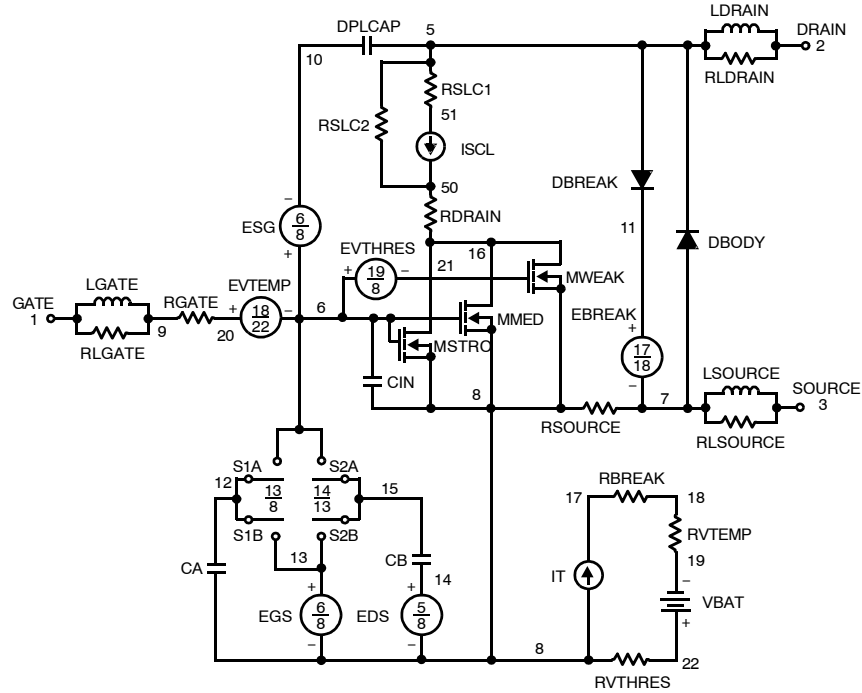 LDRAIN
DPLCAP
5
DRAIN
2
10
RLDRAIN
RSLC1
51
RSLC2
ISCL
50
DBREAK
RDRAIN
11
ESG
6
8
−
+
DBODY
EVTHRES
16
21
+
19
8
−
MWEAK
LGATE
EVTEMP
GATE
1
RGATE
+
18
22
−
6
EBREAK
+
17
18
−
MMED
9
20
MSTRO
RLGATE
CIN
LSOURCE
8
7
SOURCE
3
RSOURCE
RLSOURCE
S1A
S2A
12
13
8
14
13
15
RBREAK
17
18
S1B
S2B
RVTEMP
13
CB
19
CA
14
IT
−
VBAT
+
+
EGS
6
8
−
+
EDS
5
8
−
8
22
RVTHRES